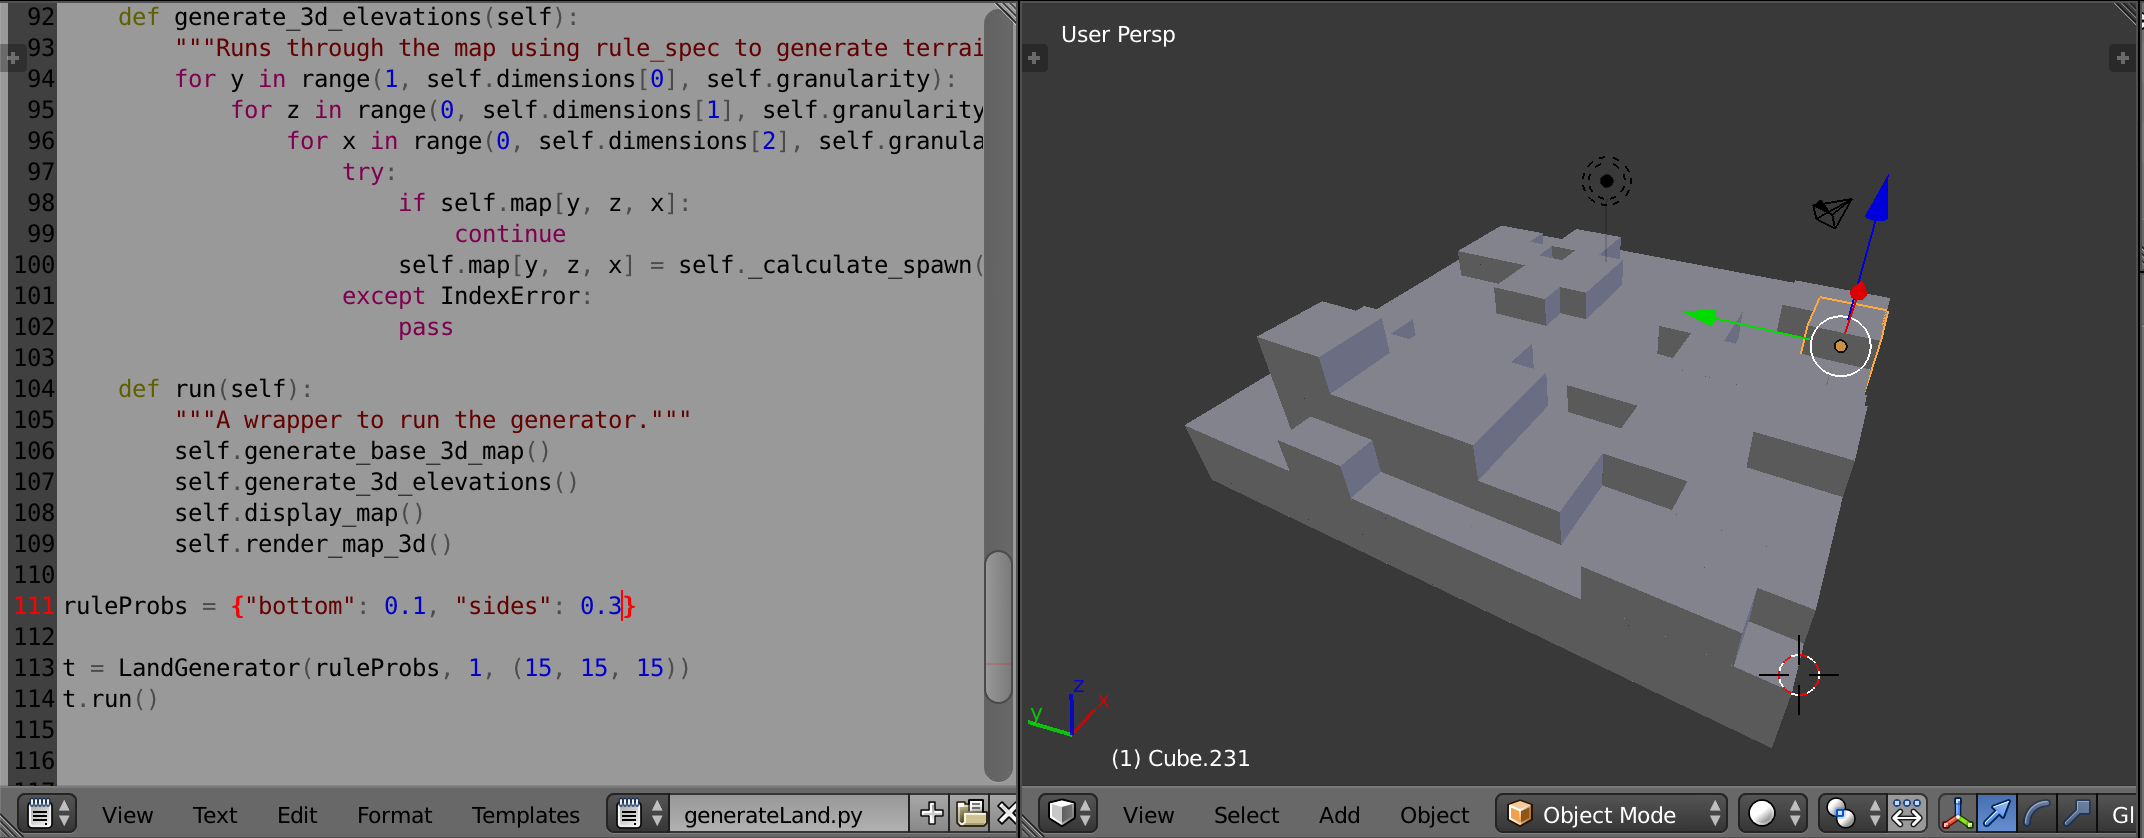 92 def generate_3d_elevations(self):
93 """Runs through the map using rule_spec to generate terrai
94 for y in range(1, self.dimensions[0], self.granularity):
95 for z in range(0, self.dimensions[1], self.granularity
96 for x in range(0, self.dimensions[2], self.granula
97 try:
98 if self.map[y, z, x]:
99 continue
100 self.map[y, z, x] = self._calculate_spawn(
101 except IndexError:
102 pass
103
104 def run(self):
105 """A wrapper to run the generator."""
106 self.generate_base_3d_map()
107 self.generate_3d_elevations()
108 self.display_map()
109 self.render_map_3d()
110
111 ruleProbs = {"bottom": 0.1, "sides": 0.3}
112
113 t = LandGenerator(ruleProbs, 1, (15, 15, 15))
114 t.run()
115
116
View Text Edit Format Templates generateLand.py
User Persp
z
x
y
(1) Cube.231
View Select Add Object Object Mode Gl